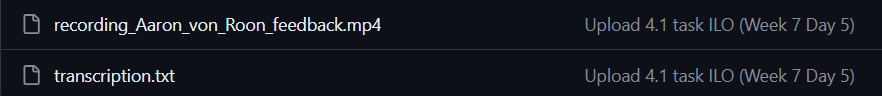 recording_Aaron_von_Roon_feedback.mp4 Upload 4.1 task ILO (Week 7 Day 5)
transcription.txt Upload 4.1 task ILO (Week 7 Day 5)